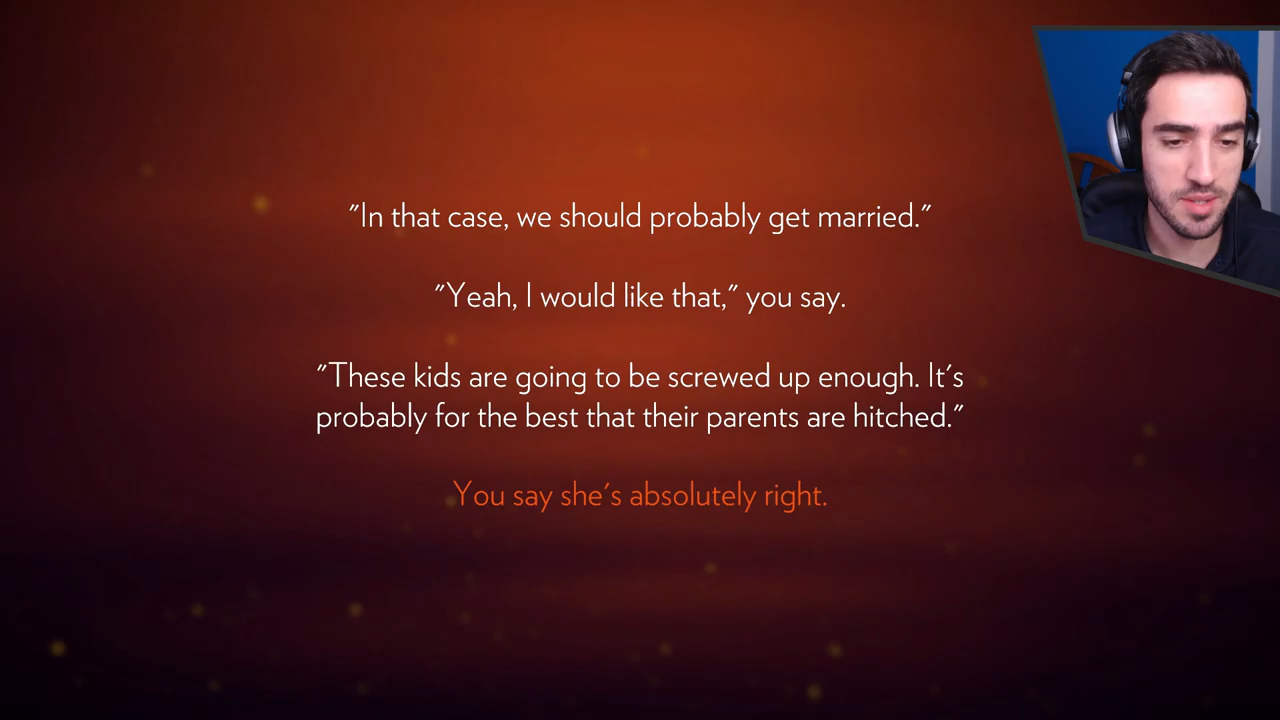 "In that case, we should probably get married."
"Yeah, I would like that," you say.
"These kids are going to be screwed up enough. It's
probably for the best that their parents are hitched."
You say she's absolutely right.